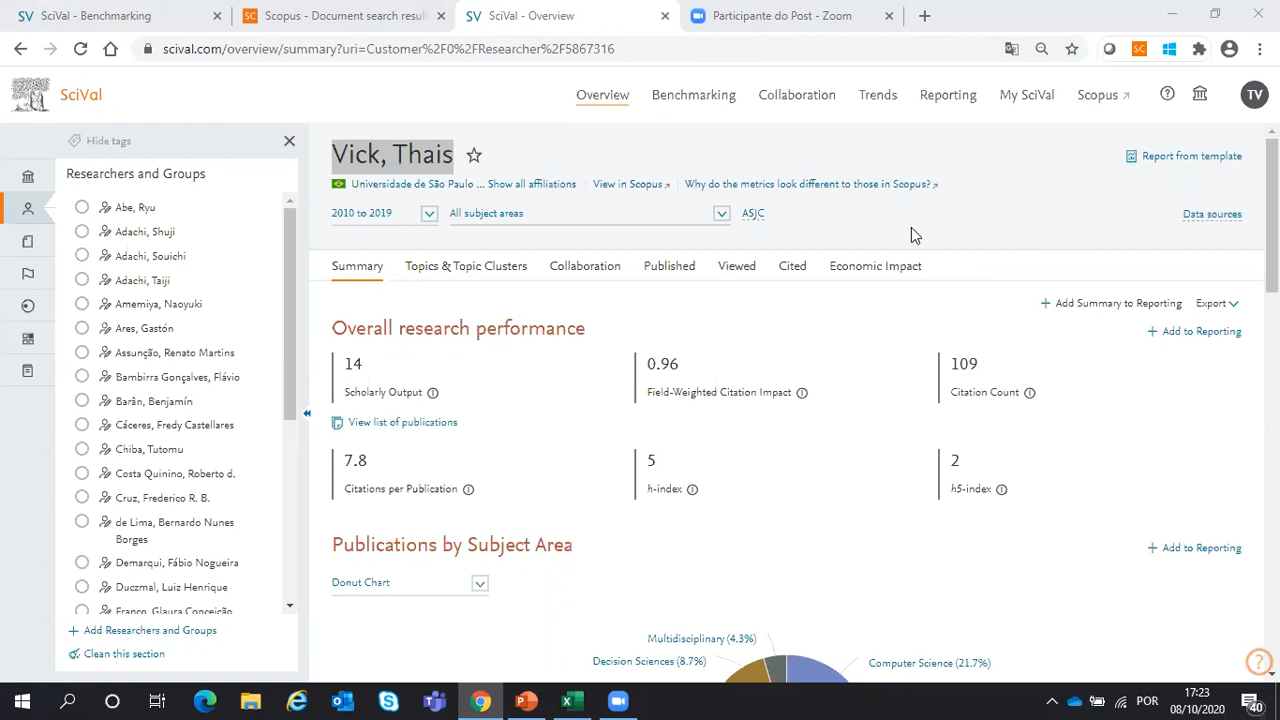 SciVal - Benchmarking
Scopus - Document search result
SciVal - Overview
Participante do Post - Zoom
scival.com/overview/summary?uri=Customer%2F0%2FResearcher%2F5867316
SciVal
Overview
Benchmarking
Collaboration
Trends
Reporting
My SciVal
Scopus
TV
Hide tags
Researchers and Groups
Abe, Ryu
Adachi, Shuji
Adachi, Souichi
Adachi, Taiji
Amemiya, Naoyuki
Ares, Gastón
Assunção, Renato Martins
Bambirra Gonçalves, Flávio
Barân, Benjamín
Cáceres, Fredy Castellares
Chiba, Tutomu
Costa Quinino, Roberto d.
Cruz, Frederico R. B.
de Lima, Bernardo Nunes
Borges
Demarqui, Fábio Nogueira
Duczmal, Luiz Henrique
Franco, Glaura Conceição
Add Researchers and Groups
Clean this section
Vick, Thais
Report from template
Universidade de São Paulo ... Show all affiliations
View in Scopus
Why do the metrics look different to those in Scopus?
2010 to 2019
All subject areas
ASJC
Data sources
Summary
Topics & Topic Clusters
Collaboration
Published
Viewed
Cited
Economic Impact
+ Add Summary to Reporting
Export
Overall research performance
+ Add to Reporting
14
Scholarly Output
0.96
Field-Weighted Citation Impact
109
Citation Count
View list of publications
7.8
Citations per Publication
5
h-index
2
h5-index
Publications by Subject Area
+ Add to Reporting
Donut Chart
Multidisciplinary (4.3%)
Decision Sciences (8.7%)
Computer Science (21.7%)
POR
17:23
08/10/2020
40